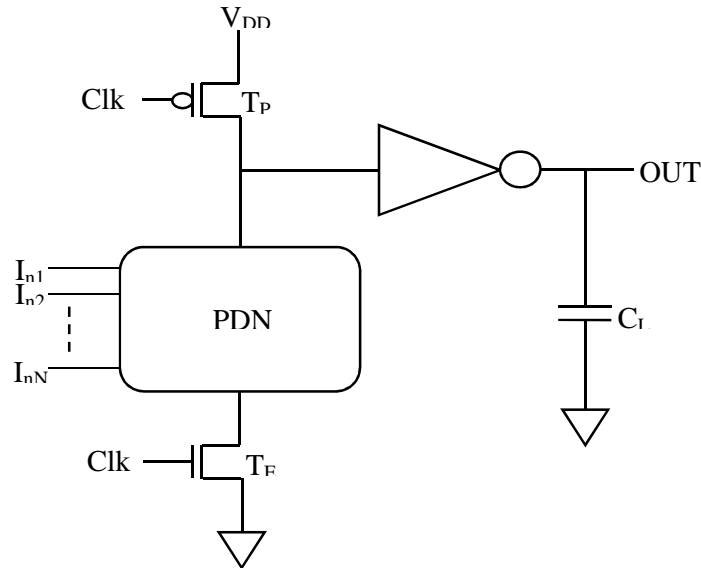 VDD
Clk
TP
OUT
In1
In2
PDN
InN
CL
Clk
TE